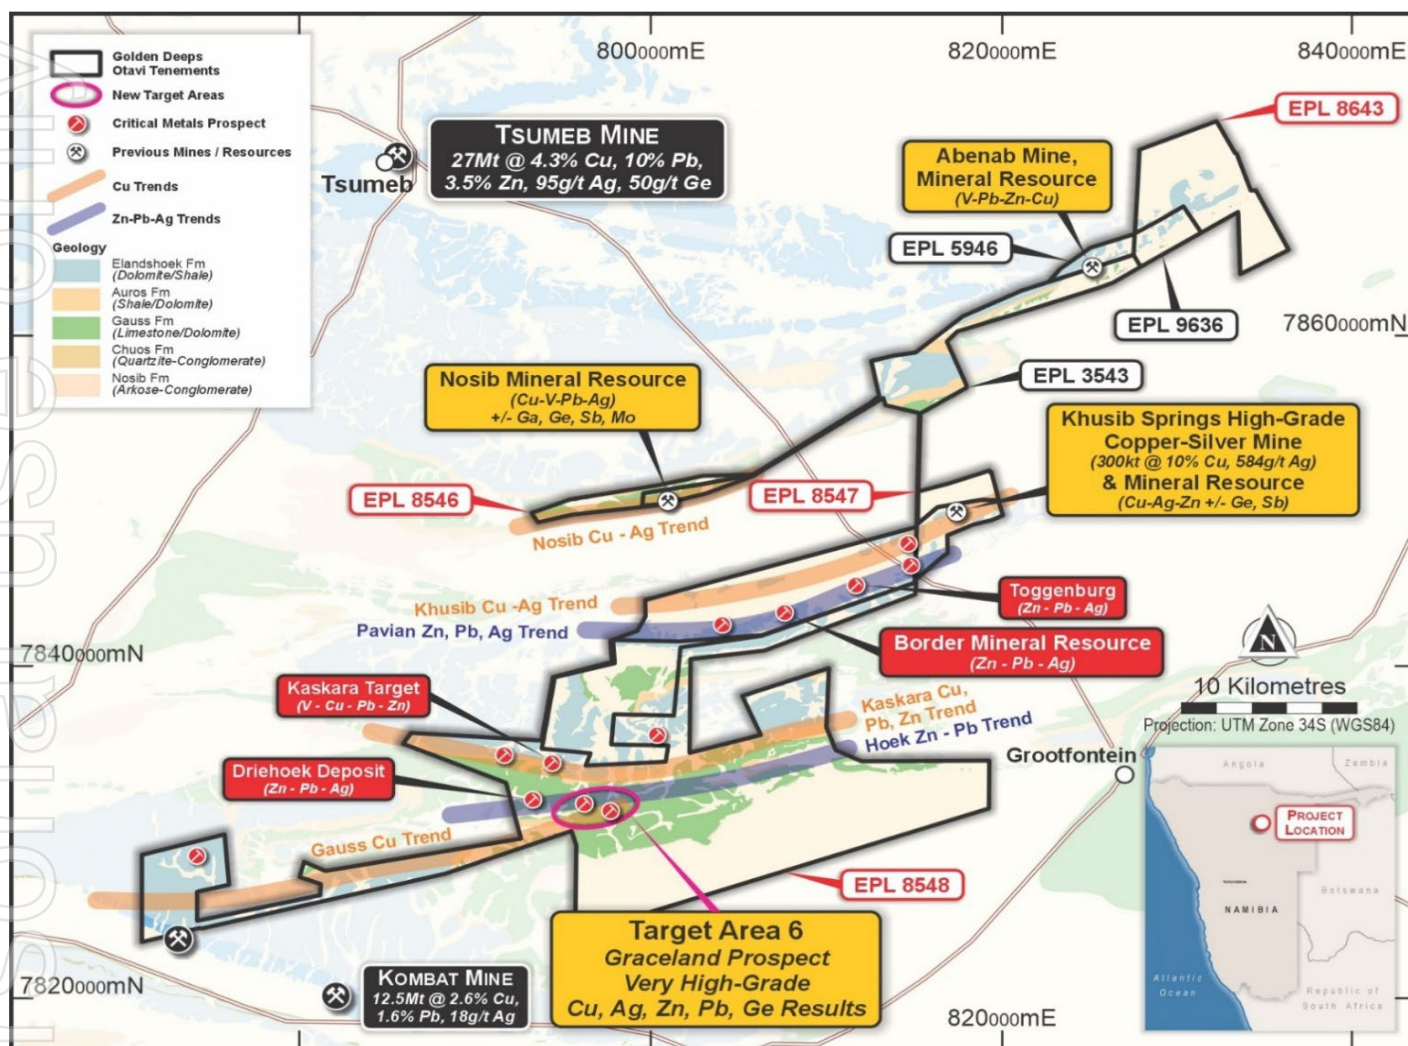 800000mE
820000mE
840000mE
Golden Deeps
Otavi Tenements
New Target Areas
Critical Metals Prospect
Previous Mines / Resources
Cu Trends
Zn-Pb-Ag Trends
Geology
Elandshoek Fm
(Dolomite/Shale)
Auros Fm
(Shale/Dolomite)
Gauss Fm
(Limestone/Dolomite)
Chuos Fm
(Quartzite-Conglomerate)
Nosib Fm
(Arkose-Conglomerate)
Tsumeb
TSUMEB MINE
27Mt @ 4.3% Cu, 10% Pb,
3.5% Zn, 95g/t Ag, 50g/t Ge
EPL 8643
Abenab Mine,
Mineral Resource
(V-Pb-Zn-Cu)
EPL 5946
EPL 9636
7860000mN
EPL 3543
Nosib Mineral Resource
(Cu-V-Pb-Ag)
+/- Ga, Ge, Sb, Mo
Khusib Springs High-Grade
Copper-Silver Mine
(300kt @ 10% Cu, 584g/t Ag)
& Mineral Resource
(Cu-Ag-Zn +/- Ge, Sb)
EPL 8546
EPL 8547
Nosib Cu - Ag Trend
Khusib Cu -Ag Trend
Pavian Zn, Pb, Ag Trend
Toggenburg
(Zn - Pb - Ag)
Border Mineral Resource
(Zn - Pb - Ag)
7840000mN
Kaskara Target
(V - Cu - Pb - Zn)
Kaskara Cu,
Pb, Zn Trend
Hoek Zn - Pb Trend
N
10 Kilometres
Projection: UTM Zone 34S (WGS84)
Grootfontein
Driehoek Deposit
(Zn - Pb - Ag)
Gauss Cu Trend
EPL 8548
Target Area 6
Graceland Prospect
Very High-Grade
Cu, Ag, Zn, Pb, Ge Results
KOMBAT MINE
12.5Mt @ 2.6% Cu,
1.6% Pb, 18g/t Ag
7820000mN
820000mE
Angola
Zambia
PROJECT
LOCATION
Botswana
NAMIBIA
Atlantic
Ocean
Republic of
South Africa